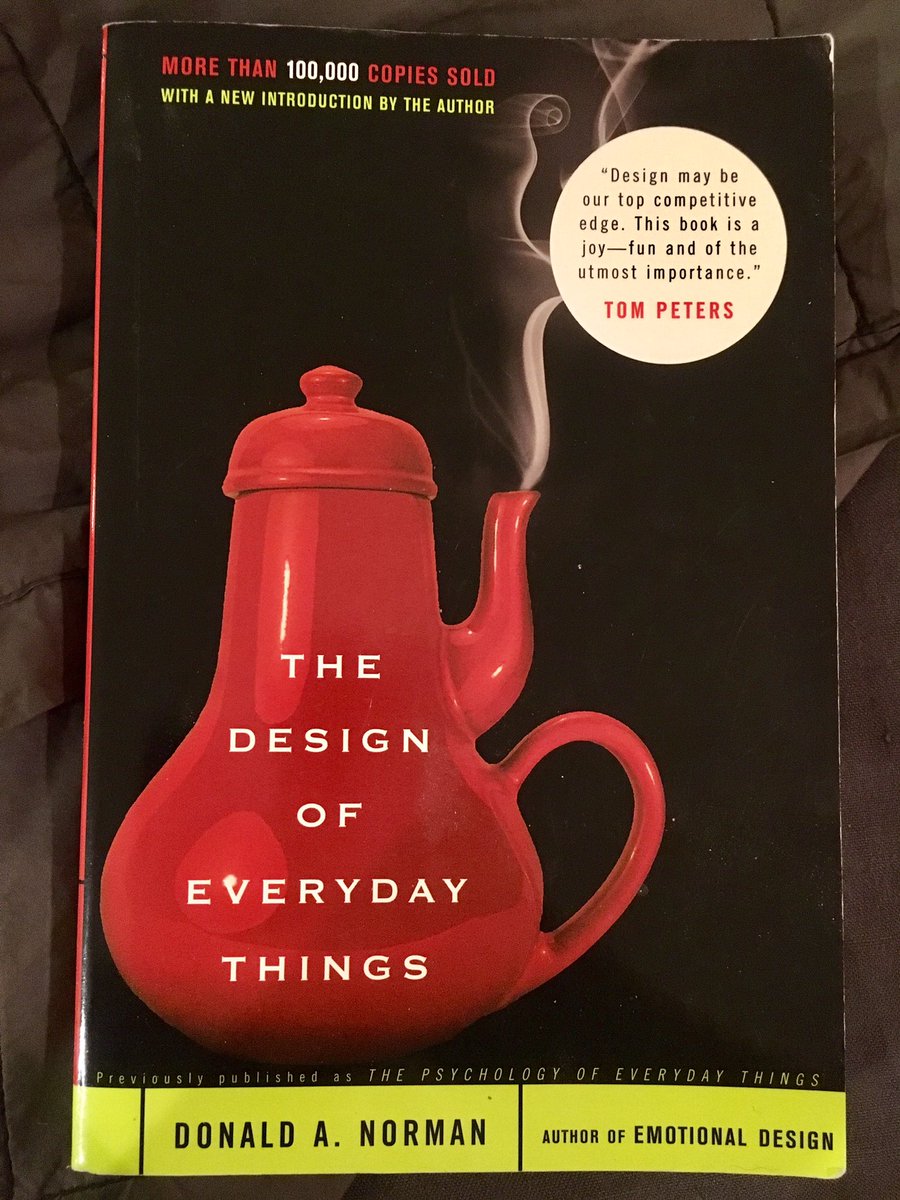 MORE THAN 100,000 COPIES SOLD
WITH A NEW INTRODUCTION BY THE AUTHOR
“Design may be
our top competitive
edge. This book is a
joy—fun and of the
utmost importance.”
TOM PETERS
THE
DESIGN
OF
EVERYDAY
THINGS
Previously published as THE PSYCHOLOGY OF EVERYDAY THINGS
DONALD A. NORMAN
AUTHOR OF EMOTIONAL DESIGN